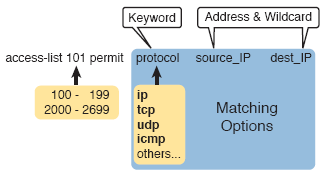 Keyword
Address & Wildcard
access-list 101 permit protocol source_IP dest_IP
100 - 199
2000 - 2699
ip
tcp
udp
icmp
others...
Matching
Options